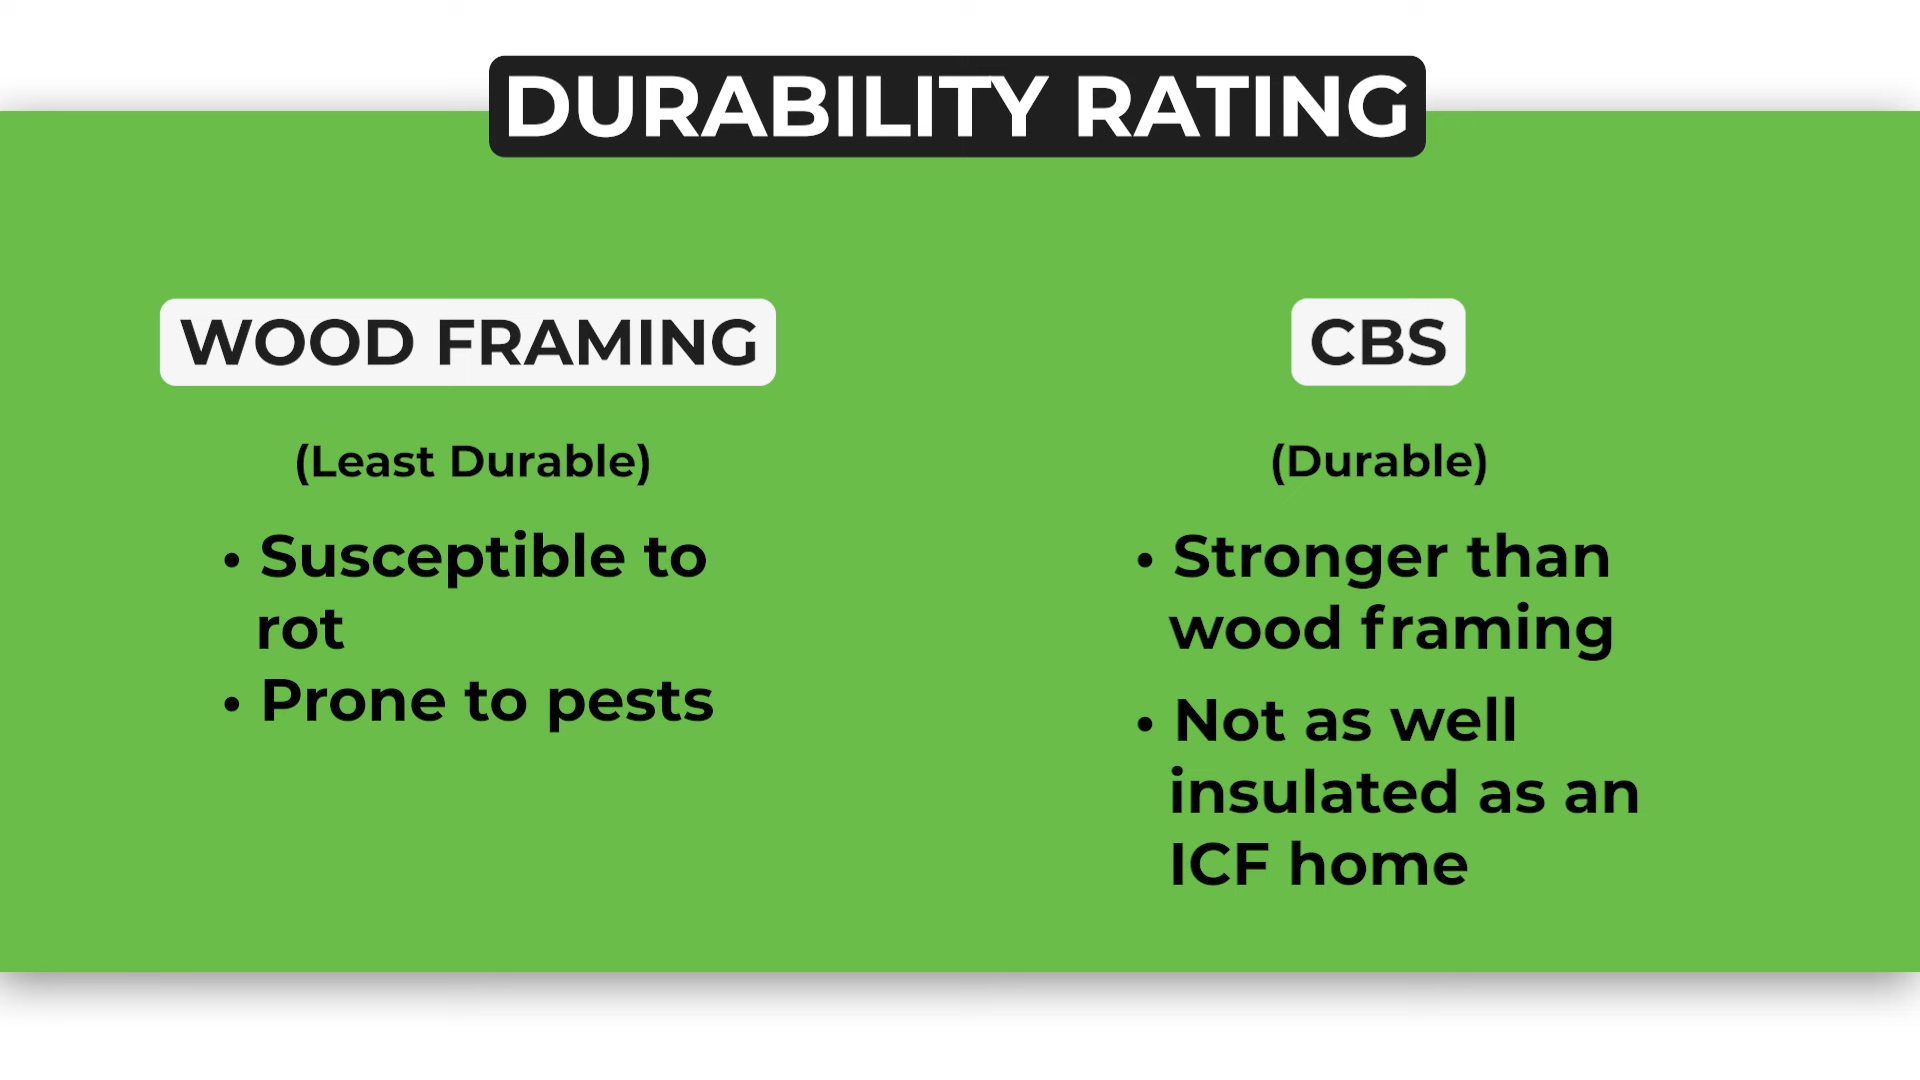 DURABILITY RATING
WOOD FRAMING
(Least Durable)
• Susceptible to
rot
• Prone to pests
CBS
(Durable)
• Stronger than
wood framing
• Not as well
insulated as an
ICF home